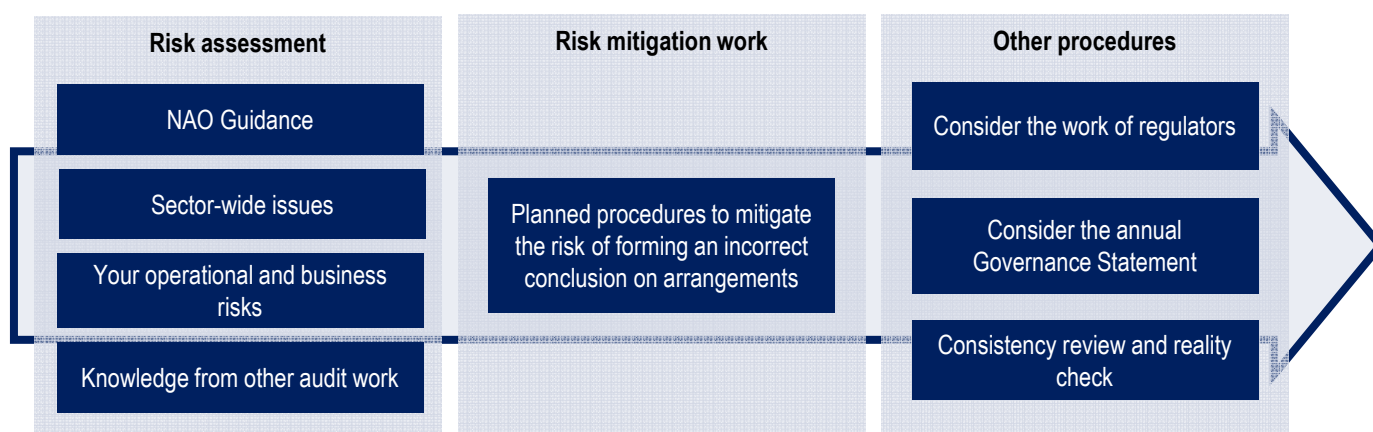 Risk assessment
NAO Guidance
Sector-wide issues
Your operational and business
risks
Knowledge from other audit work
Risk mitigation work
Planned procedures to mitigate
the risk of forming an incorrect
conclusion on arrangements
Other procedures
Consider the work of regulators
Consider the annual
Governance Statement
Consistency review and reality
check